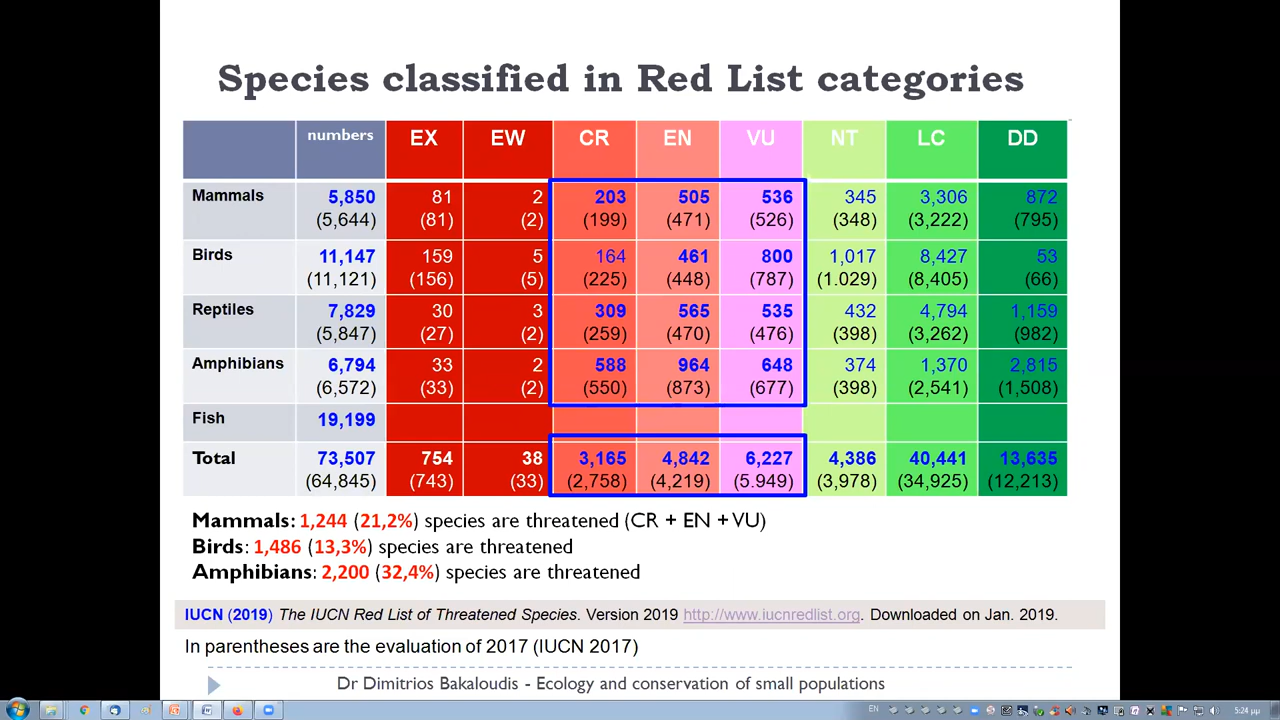 Species classified in Red List categories
numbers EX EW CR EN VU NT LC DD
Mammals 5,850 81 2 203 505 536 345 3,306 872
(5,644) (81) (2) (199) (471) (526) (348) (3,222) (795)
Birds 11,147 159 5 164 461 800 1,017 8,427 53
(11,121) (156) (5) (225) (448) (787) (1.029) (8,405) (66)
Reptiles 7,829 30 3 309 565 535 432 4,794 1,159
(5,847) (27) (2) (259) (470) (476) (398) (3,262) (982)
Amphibians 6,794 33 2 588 964 648 374 1,370 2,815
(6,572) (33) (2) (550) (873) (677) (398) (2,541) (1,508)
Fish 19,199
Total 73,507 754 38 3,165 4,842 6,227 4,386 40,441 13,635
(64,845) (743) (33) (2,758) (4,219) (5.949) (3,978) (34,925) (12,213)
Mammals: 1,244 (21,2%) species are threatened (CR + EN + VU)
Birds: 1,486 (13,3%) species are threatened
Amphibians: 2,200 (32,4%) species are threatened
IUCN (2019) The IUCN Red List of Threatened Species. Version 2019 http://www.iucnredlist.org. Downloaded on Jan. 2019.
In parentheses are the evaluation of 2017 (IUCN 2017)
Dr Dimitrios Bakaloudis - Ecology and conservation of small populations
EN 5:24 μμ